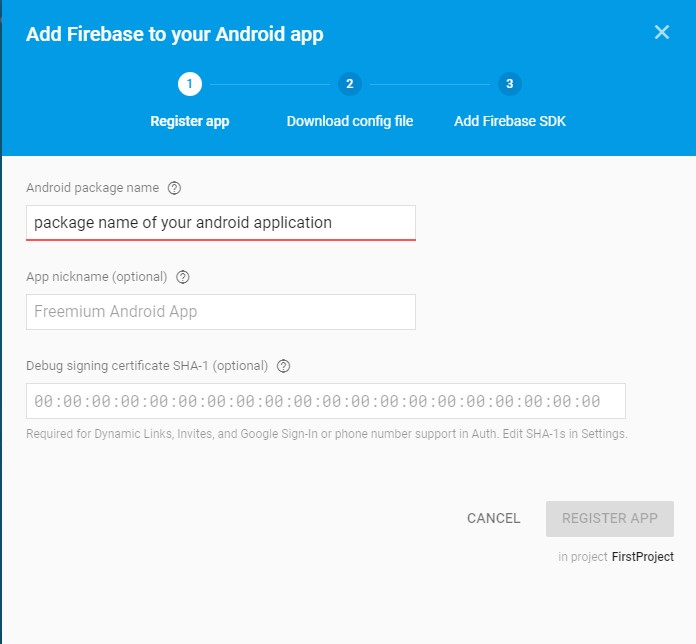 Add Firebase to your Android app
1
2
3
Register app
Download config file
Add Firebase SDK
Android package name ?
package name of your android application
App nickname (optional) ?
Freemium Android App
Debug signing certificate SHA-1 (optional) ?
00:00:00:00:00:00:00:00:00:00:00:00:00:00:00:00:00:00:00:00
Required for Dynamic Links, Invites, and Google Sign-In or phone number support in Auth. Edit SHA-1s in Settings.
CANCEL
REGISTER APP
in project FirstProject